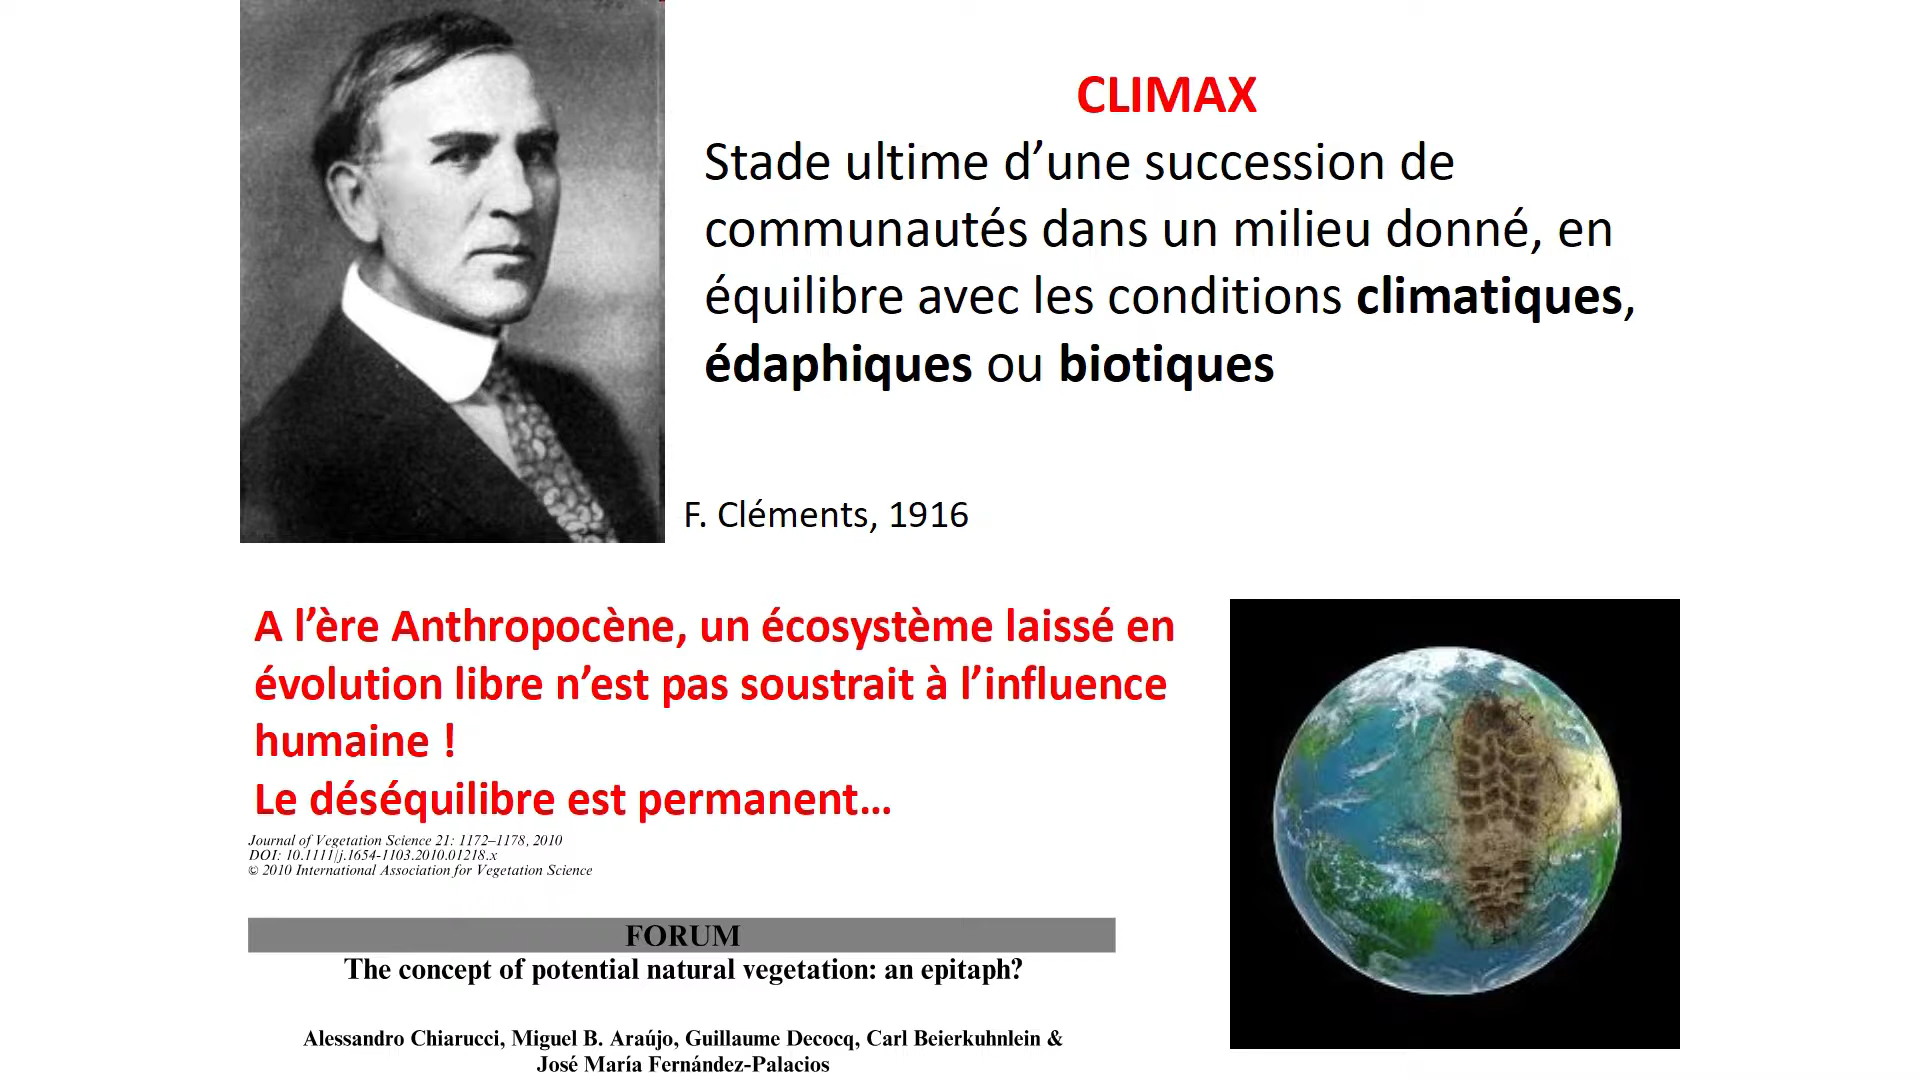 CLIMAX
Stade ultime d’une succession de
communautés dans un milieu donné, en
équilibre avec les conditions climatiques,
édaphiques ou biotiques
F. Cléments, 1916
A l’ère Anthropocène, un écosystème laissé en
évolution libre n’est pas soustrait à l’influence
humaine !
Le déséquilibre est permanent…
Journal of Vegetation Science 21: 1172–1178, 2010
DOI: 10.1111/j.1654-1103.2010.01218.x
© 2010 International Association for Vegetation Science
FORUM
The concept of potential natural vegetation: an epitaph?
Alessandro Chiarucci, Miguel B. Araújo, Guillaume Decocq, Carl Beierkuhnlein &
José María Fernández-Palacios